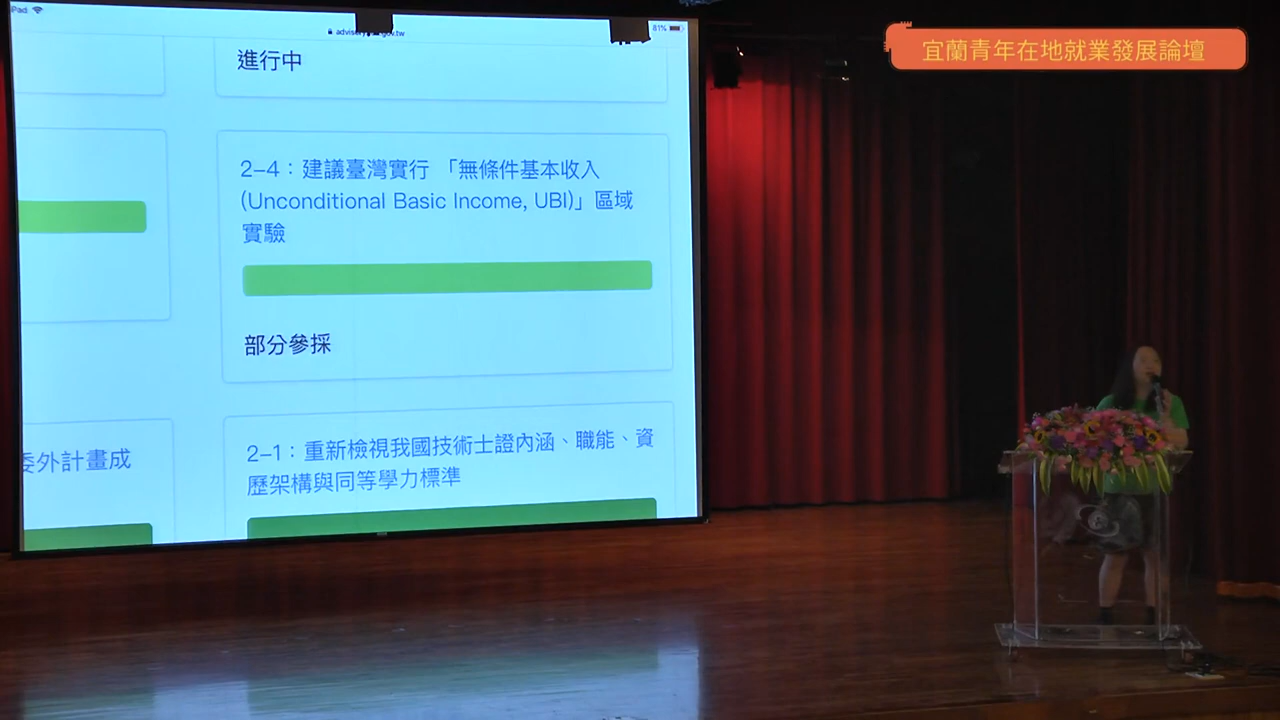 宜蘭青年在地就業發展論壇
81%
進行中
2-4：建議臺灣實行 「無條件基本收入
(Unconditional Basic Income, UBI)」區域
實驗
部分參採
委外計畫成
2-1：重新檢視我國技術士證內涵、職能、資
歷架構與同等學力標準